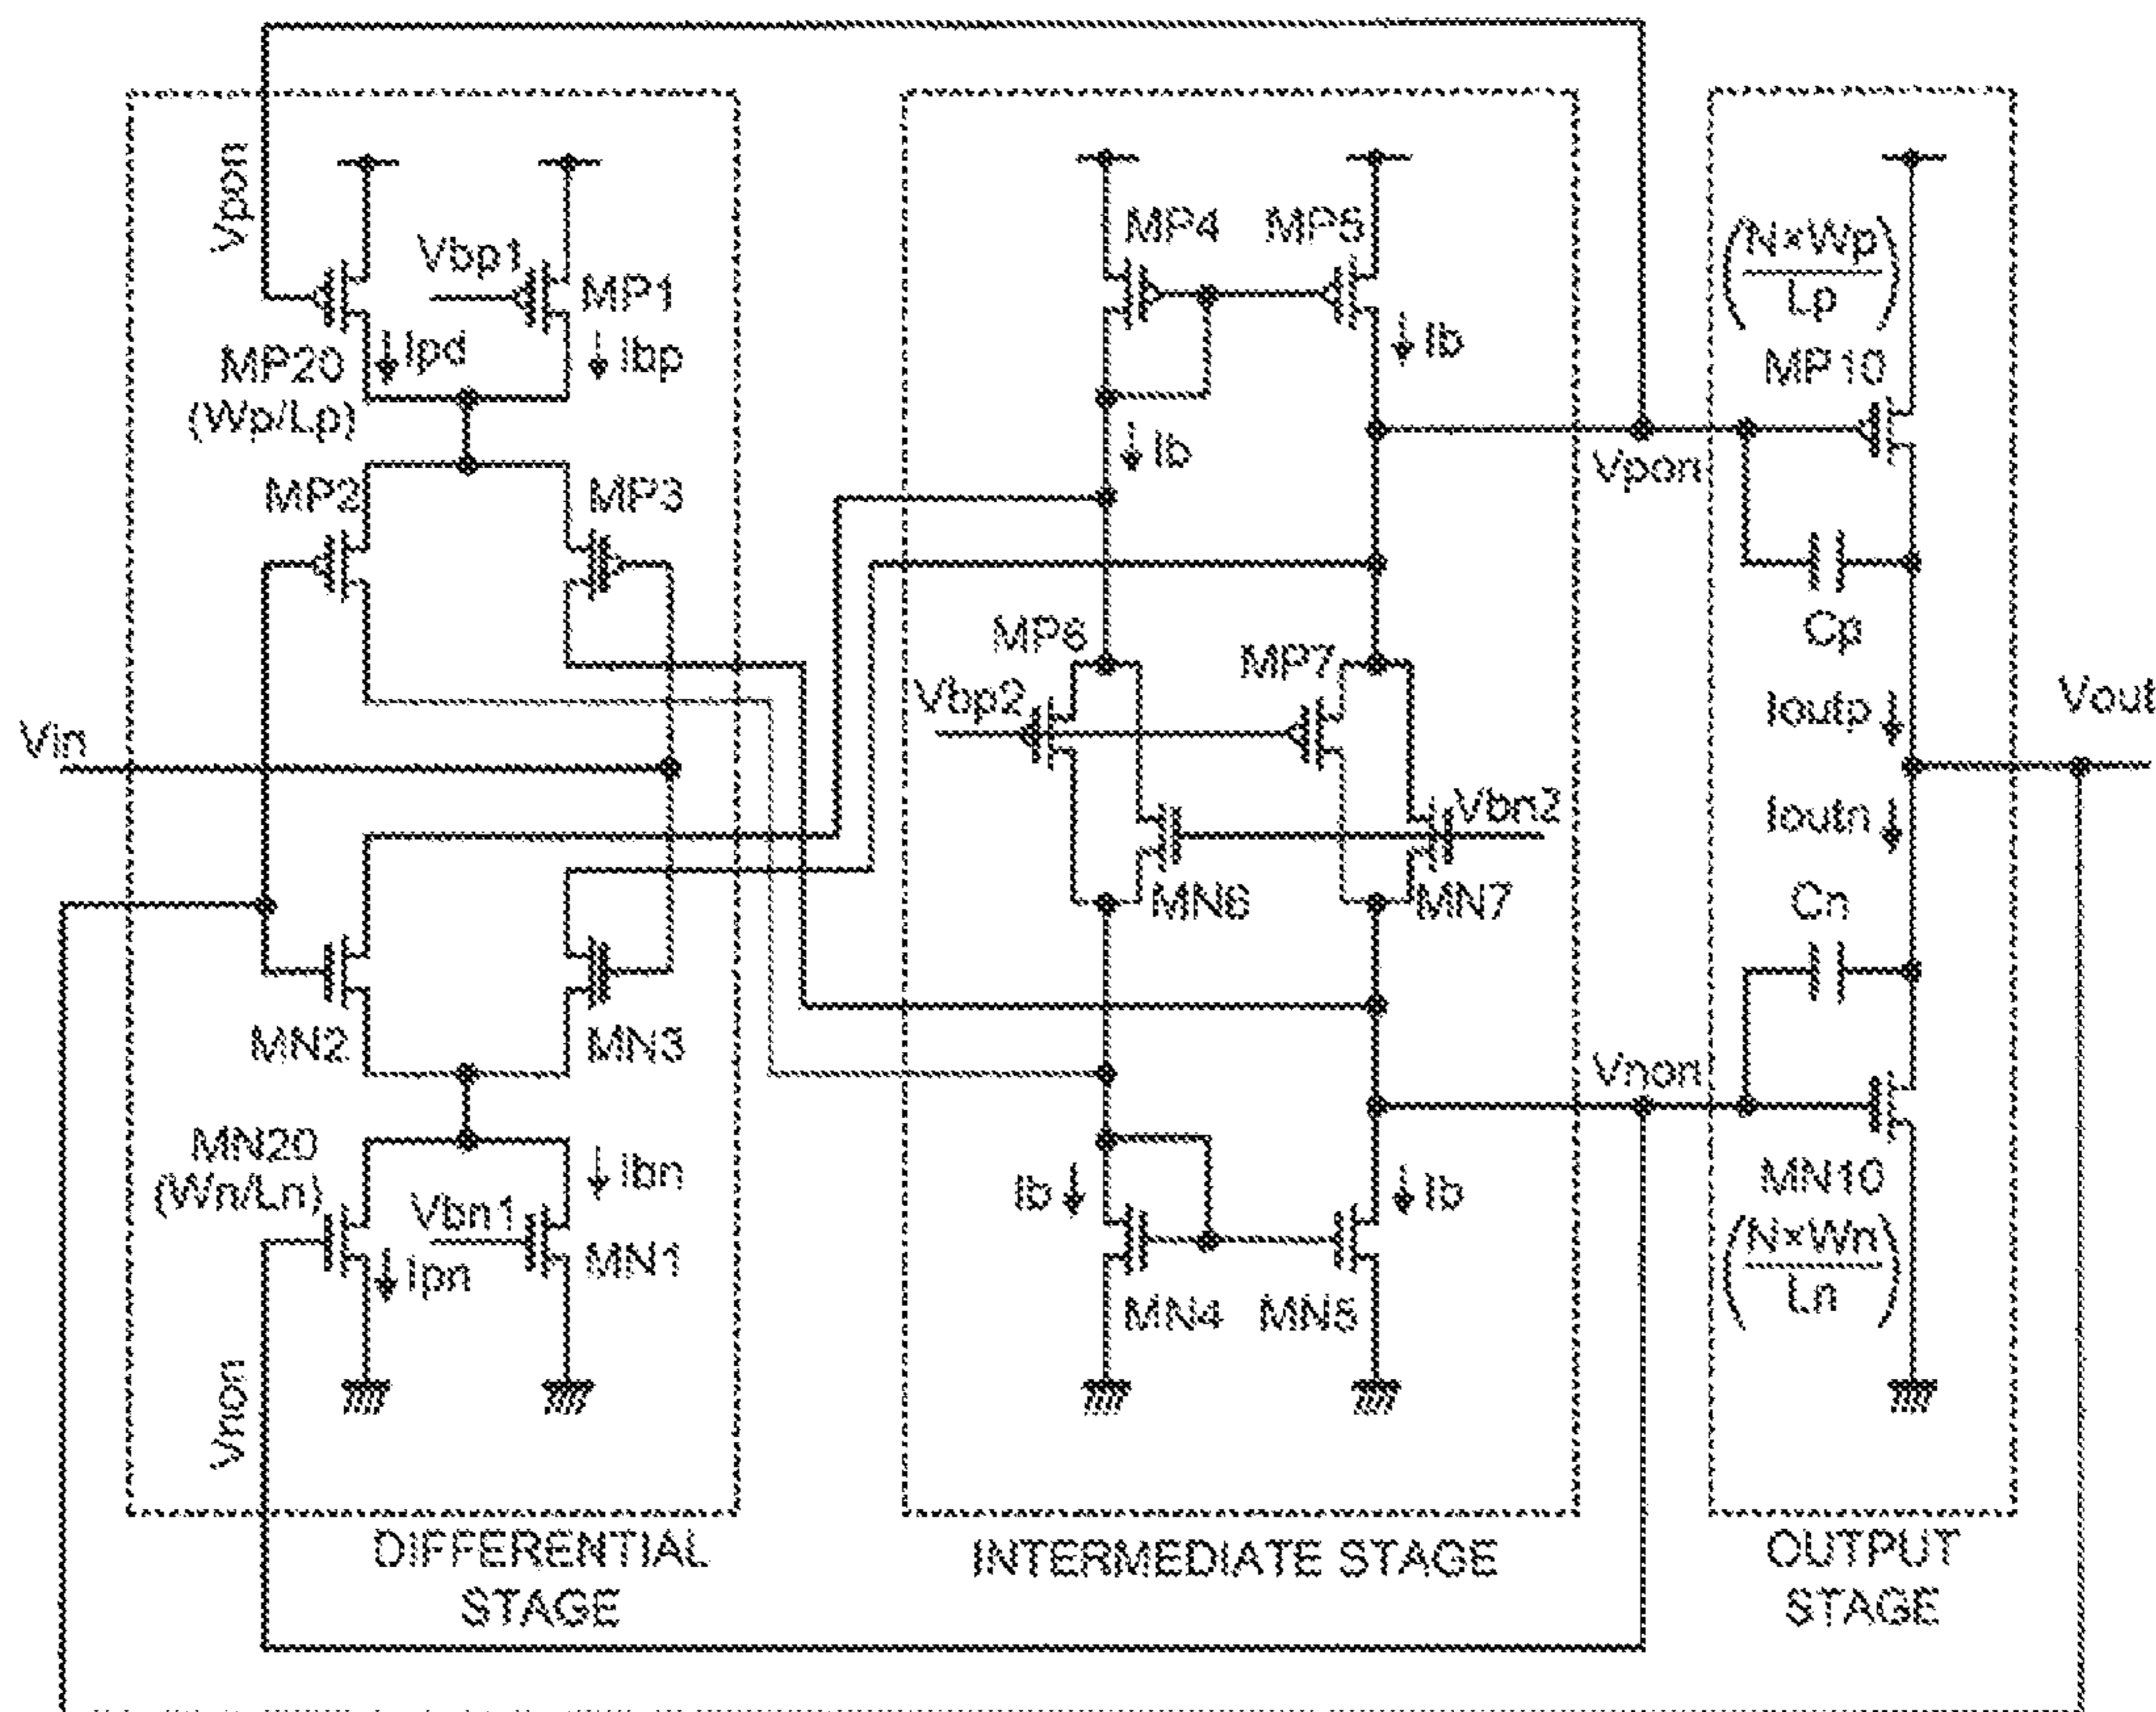 Vpon
Vbp1
MP1
Ipd
Ibp
MP20
(Wp/Lp)
MP2
MP3
Vin
MN2
MN3
MN20
(Wn/Ln)
Ibn
Vbn1
MN1
Ipn
Vnon
DIFFERENTIAL
STAGE
MP4
MP5
Ib
Ib
MP6
MP7
Vbp2
Vbn2
MN6
MN7
Ib
Ib
MN4
MN5
INTERMEDIATE STAGE
Vpon
Vnon
(N×Wp
Lp)
MP10
Cp
Ioutp
Vout
Ioutn
Cn
MN10
(N×Wn
Ln)
OUTPUT
STAGE